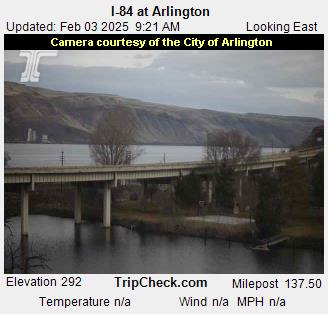 I-84 at Arlington
Updated: Feb 03 2025 9:21 AM Looking East
Camera courtesy of the City of Arlington
Elevation 292 TripCheck.com Milepost 137.50
Temperature n/a Wind n/a MPH n/a